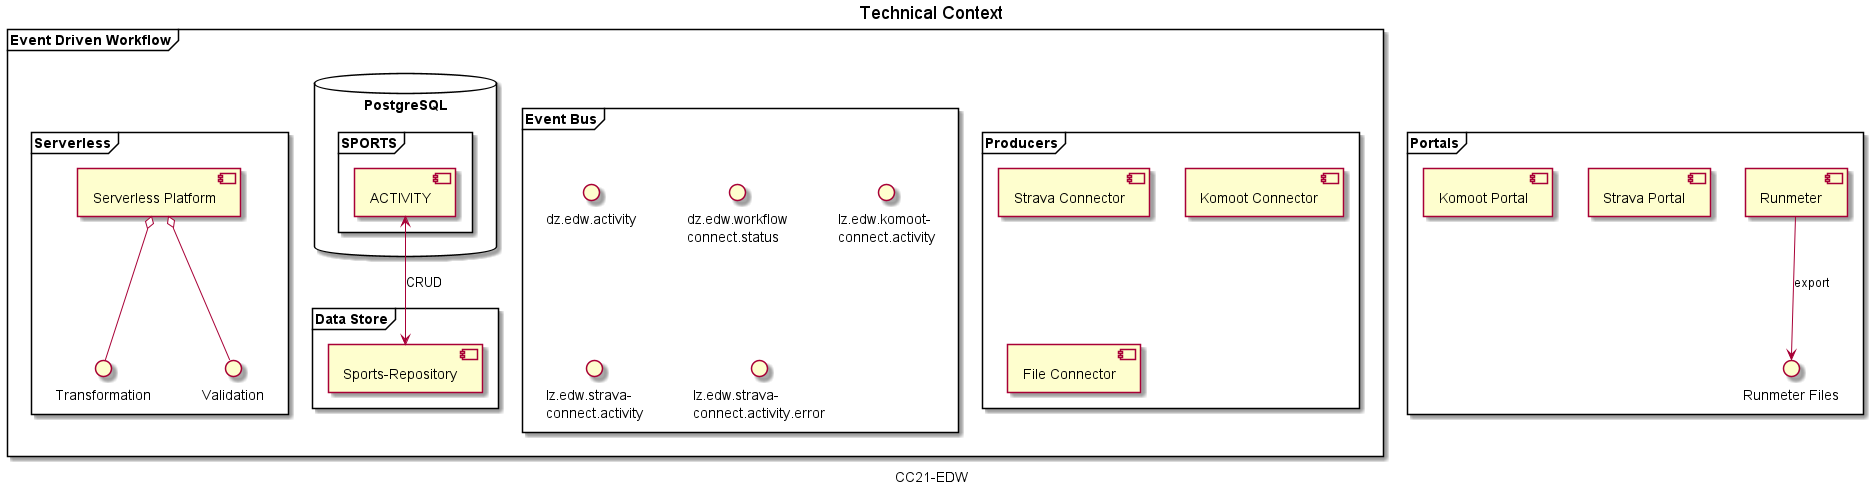 Technical Context
Event Driven Workflow
Serverless
Serverless Platform
Transformation
Validation
PostgreSQL
SPORTS
ACTIVITY
CRUD
Data Store
Sports-Repository
Event Bus
dz.edw.activity
dz.edw.workflow
connect.status
lz.edw.komoot-
connect.activity
lz.edw.strava-
connect.activity
lz.edw.strava-
connect.activity.error
Producers
Strava Connector
Komoot Connector
File Connector
Portals
Komoot Portal
Strava Portal
Runmeter
export
Runmeter Files
CC21-EDW